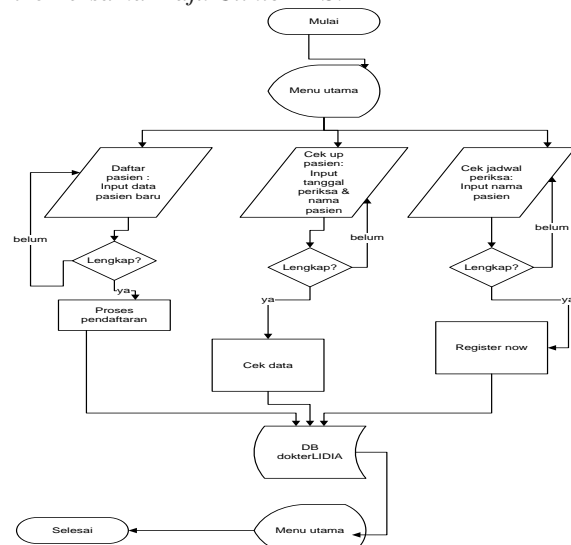 Mulai
Menu utama
Daftar
pasien :
Input data
pasien baru
Cek up
pasien:
Input
tanggal
periksa &
nama
pasien
Cek jadwal
periksa:
Input nama
pasien
belum
belum
belum
Lengkap?
Lengkap?
Lengkap?
ya
ya
ya
Proses
pendaftaran
Cek data
Register now
DB
dokterLIDIA
Selesai
Menu utama